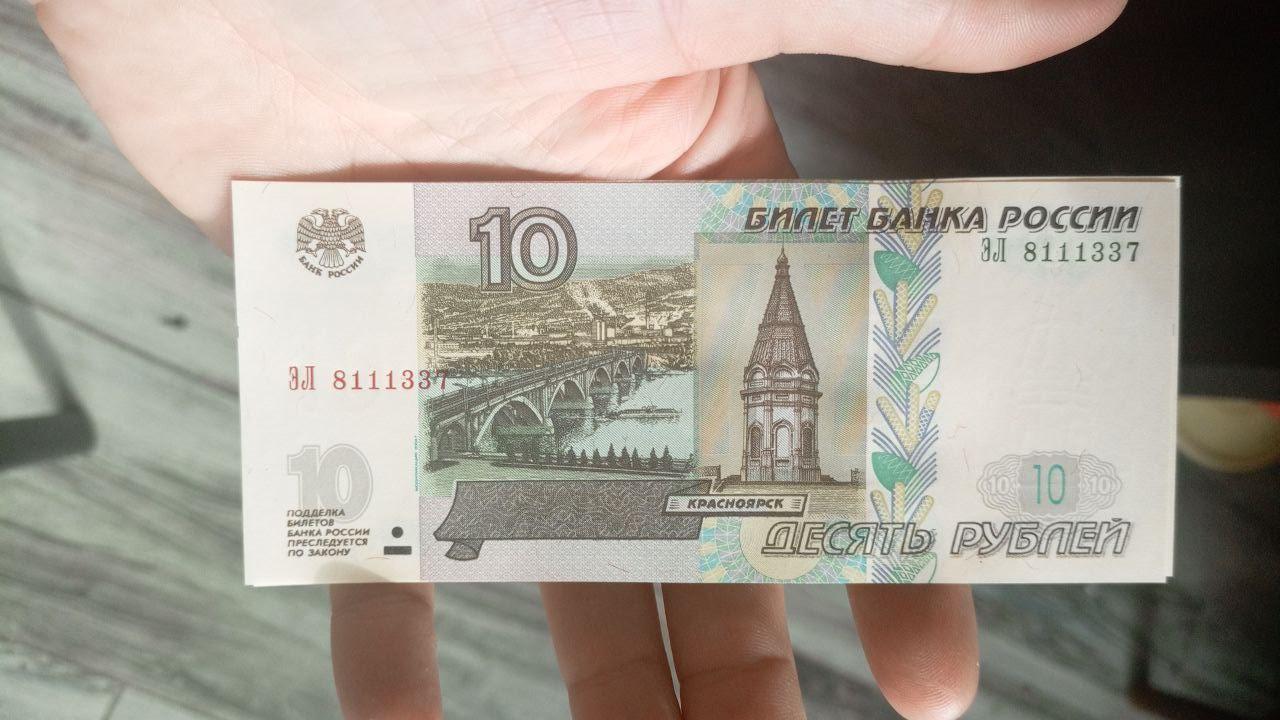 БАНК РОССИИ
10
БИЛЕТ БАНКА РОССИИ
ЭЛ 8111337
ЭЛ 8111337
10
ПОДДЕЛКА
БИЛЕТОВ
БАНКА РОССИИ
ПРЕСЛЕДУЕТСЯ
ПО ЗАКОНУ
КРАСНОЯРСК
10 10 10
ДЕСЯТЬ РУБЛЕЙ